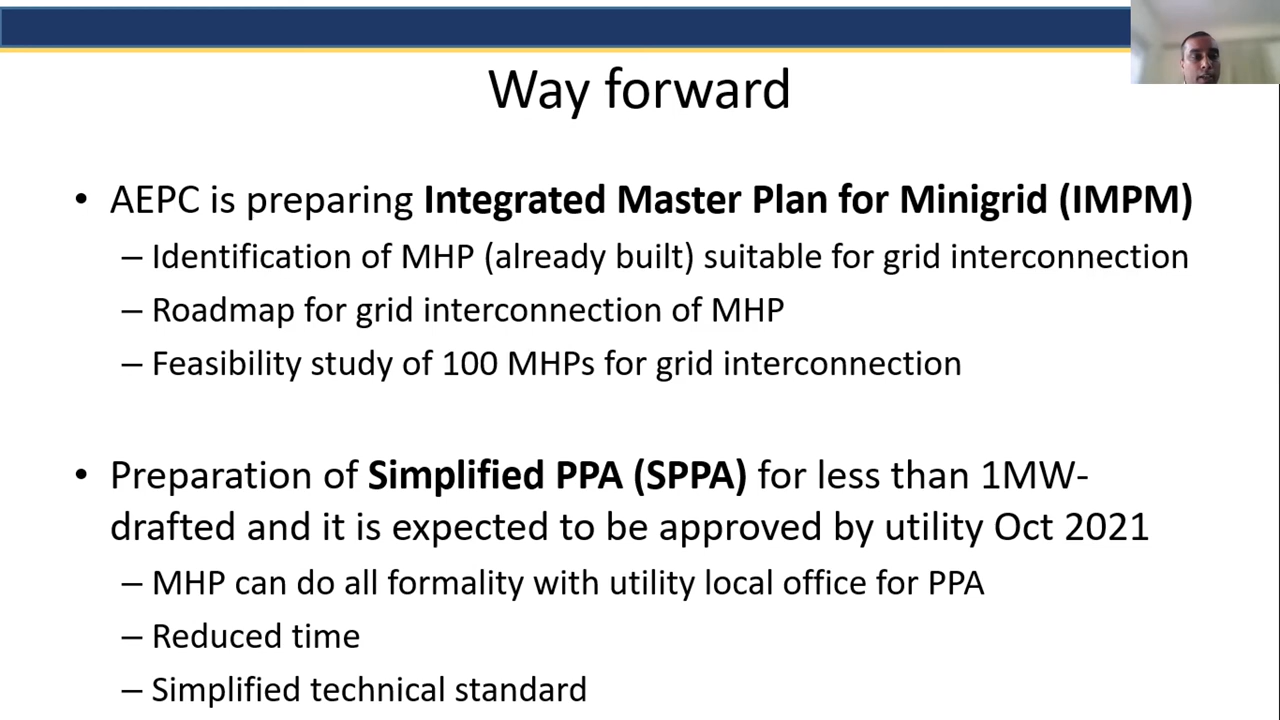 Way forward
• AEPC is preparing Integrated Master Plan for Minigrid (IMPM)
– Identification of MHP (already built) suitable for grid interconnection
– Roadmap for grid interconnection of MHP
– Feasibility study of 100 MHPs for grid interconnection
• Preparation of Simplified PPA (SPPA) for less than 1MW-
drafted and it is expected to be approved by utility Oct 2021
– MHP can do all formality with utility local office for PPA
– Reduced time
– Simplified technical standard